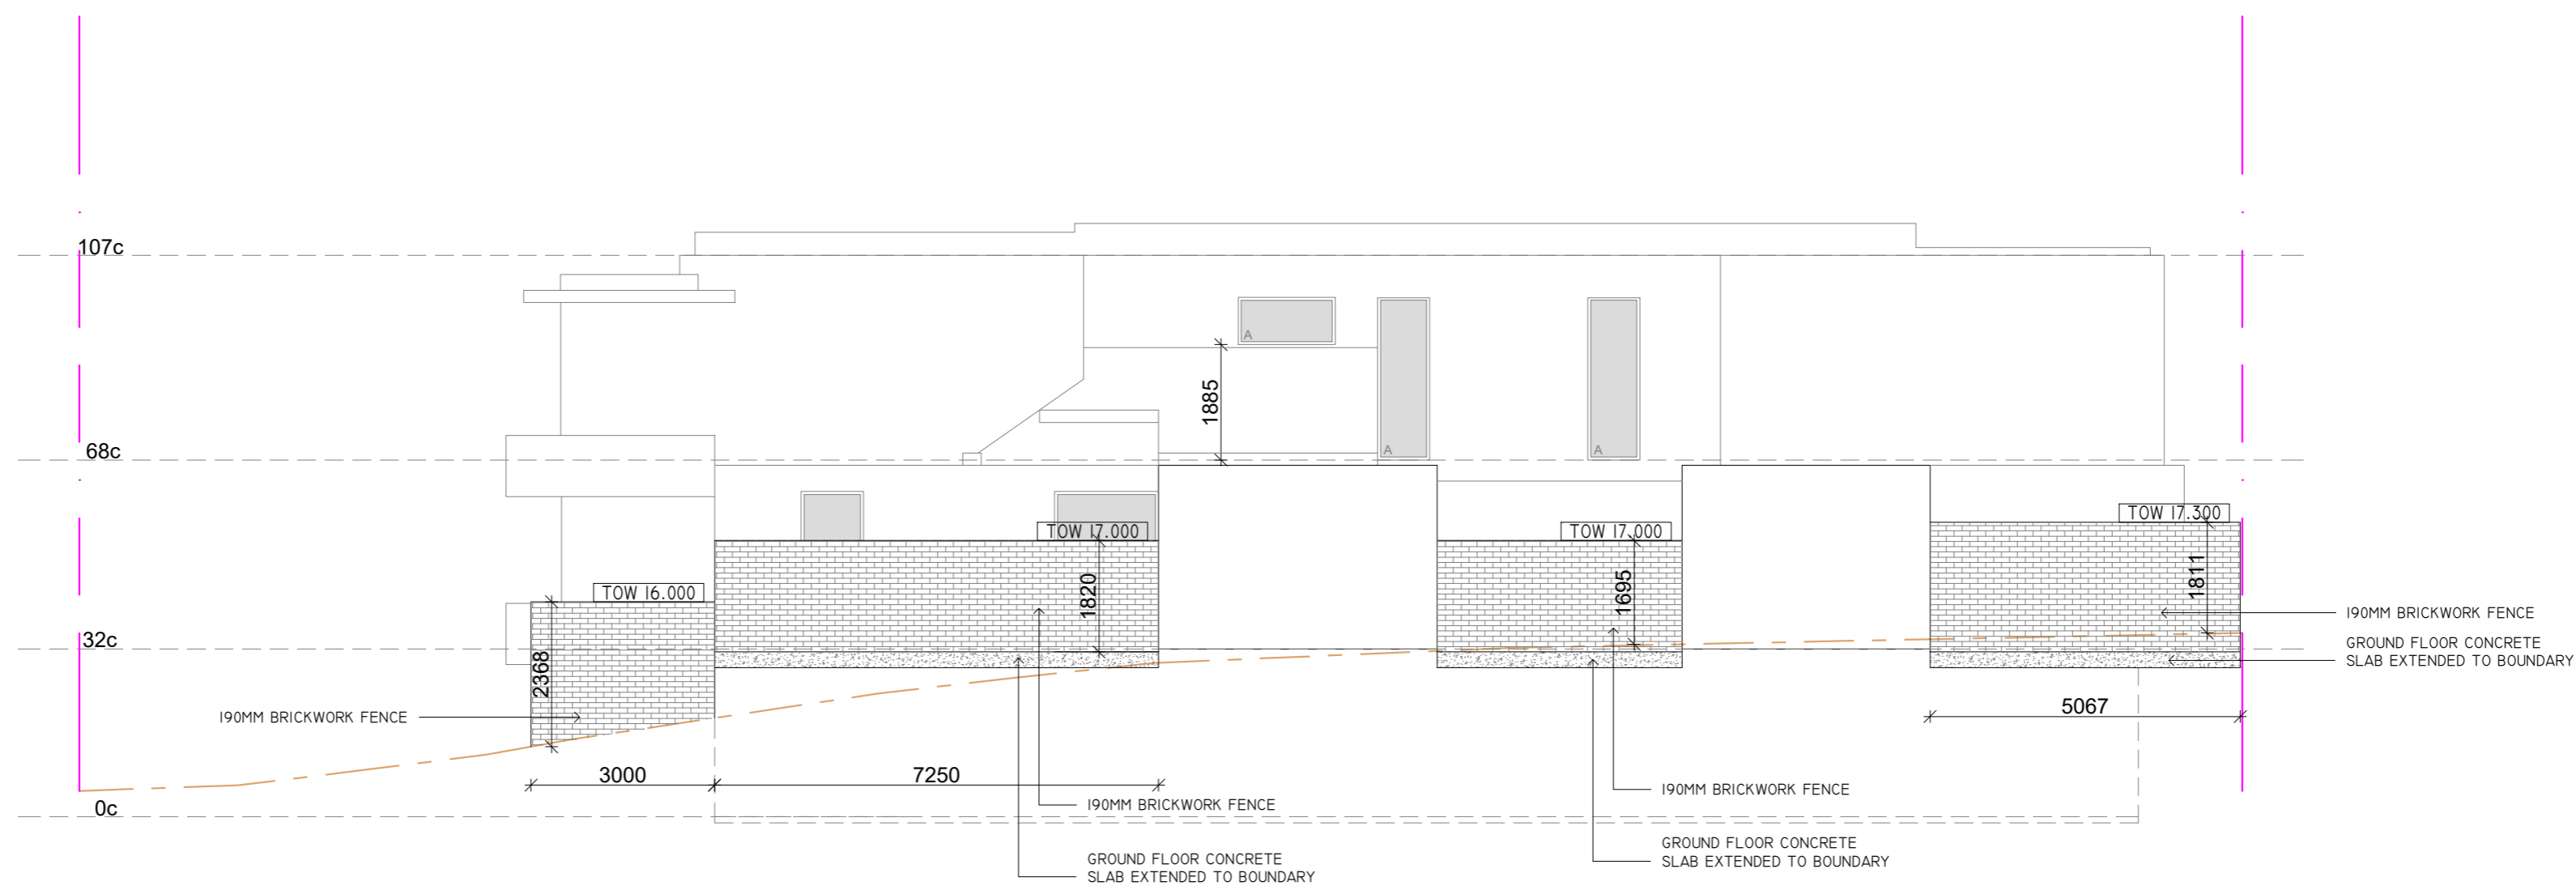 107c
A
1885
A
A
68c
TOW 17.300
TOW 17.000
TOW 17.000
1811
1820
1695
TOW 16.000
190MM BRICKWORK FENCE
32c
GROUND FLOOR CONCRETE
SLAB EXTENDED TO BOUNDARY
2368
5067
190MM BRICKWORK FENCE
3000
7250
190MM BRICKWORK FENCE
190MM BRICKWORK FENCE
0c
GROUND FLOOR CONCRETE
SLAB EXTENDED TO BOUNDARY
GROUND FLOOR CONCRETE
SLAB EXTENDED TO BOUNDARY